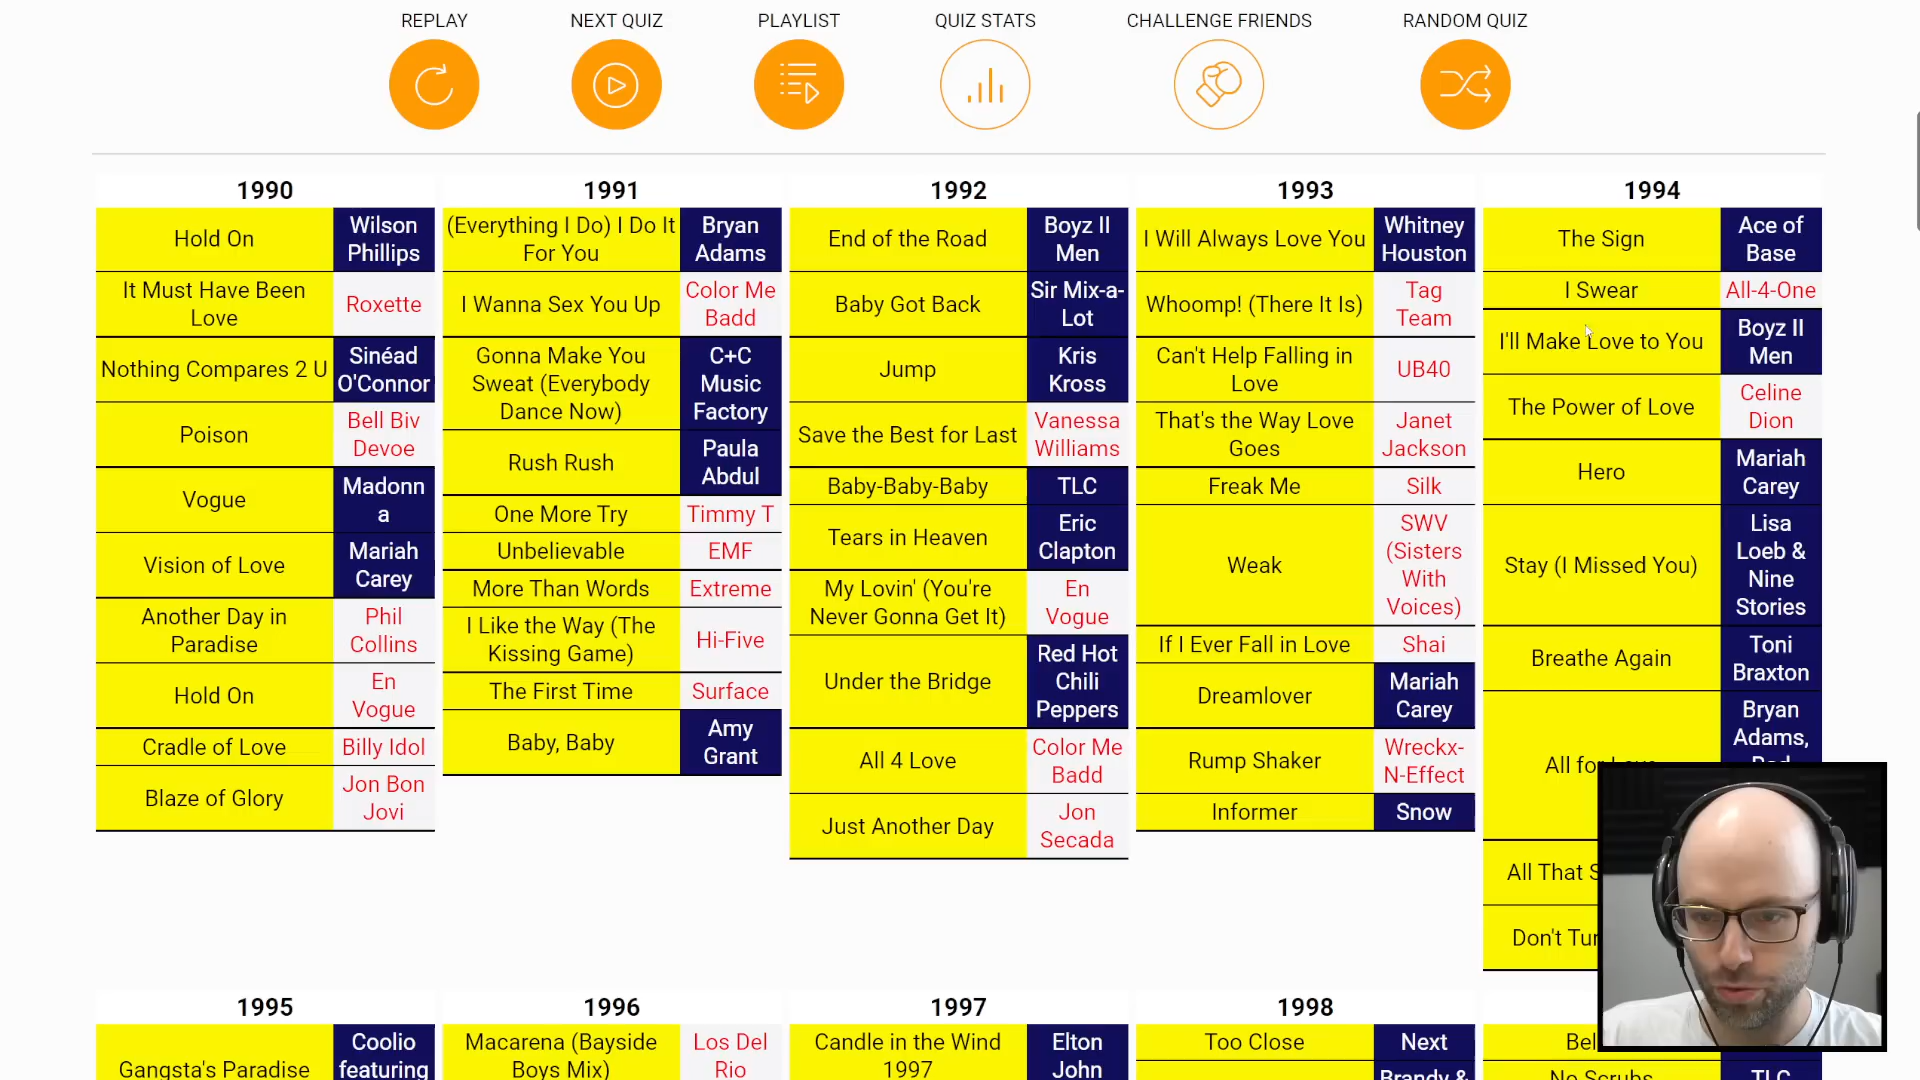 REPLAY
NEXT QUIZ
PLAYLIST
QUIZ STATS
CHALLENGE FRIENDS
RANDOM QUIZ
1990
Hold On
Wilson
Phillips
It Must Have Been
Love
Roxette
Nothing Compares 2 U
Sinéad
O'Connor
Poison
Bell Biv
Devoe
Vogue
Madonn
a
Vision of Love
Mariah
Carey
Another Day in
Paradise
Phil
Collins
Hold On
En
Vogue
Cradle of Love
Billy Idol
Blaze of Glory
Jon Bon
Jovi
1991
(Everything I Do) I Do It
For You
Bryan
Adams
I Wanna Sex You Up
Color Me
Badd
Gonna Make You
Sweat (Everybody
Dance Now)
C+C
Music
Factory
Rush Rush
Paula
Abdul
One More Try
Timmy T
Unbelievable
EMF
More Than Words
Extreme
I Like the Way (The
Kissing Game)
Hi-Five
The First Time
Surface
Baby, Baby
Amy
Grant
1992
End of the Road
Boyz II
Men
Baby Got Back
Sir Mix-a-
Lot
Jump
Kris
Kross
Save the Best for Last
Vanessa
Williams
Baby-Baby-Baby
TLC
Tears in Heaven
Eric
Clapton
My Lovin' (You're
Never Gonna Get It)
En
Vogue
Under the Bridge
Red Hot
Chili
Peppers
All 4 Love
Color Me
Badd
Just Another Day
Jon
Secada
1993
I Will Always Love You
Whitney
Houston
Whoomp! (There It Is)
Tag
Team
Can't Help Falling in
Love
UB40
That's the Way Love
Goes
Janet
Jackson
Freak Me
Silk
Weak
SWV
(Sisters
With
Voices)
If I Ever Fall in Love
Shai
Dreamlover
Mariah
Carey
Rump Shaker
Wreckx-
N-Effect
Informer
Snow
1994
The Sign
Ace of
Base
I Swear
All-4-One
I'll Make Love to You
Boyz II
Men
The Power of Love
Celine
Dion
Hero
Mariah
Carey
Stay (I Missed You)
Lisa
Loeb &
Nine
Stories
Breathe Again
Toni
Braxton
All for Love
Bryan
Adams,
All That
Don't
1995
Gangsta's Paradise
Coolio
featuring
1996
Macarena (Bayside
Boys Mix)
Los Del
Rio
1997
Candle in the Wind
1997
Elton
John
1998
Too Close
Next
Brandy &
No Scrubs
TLC